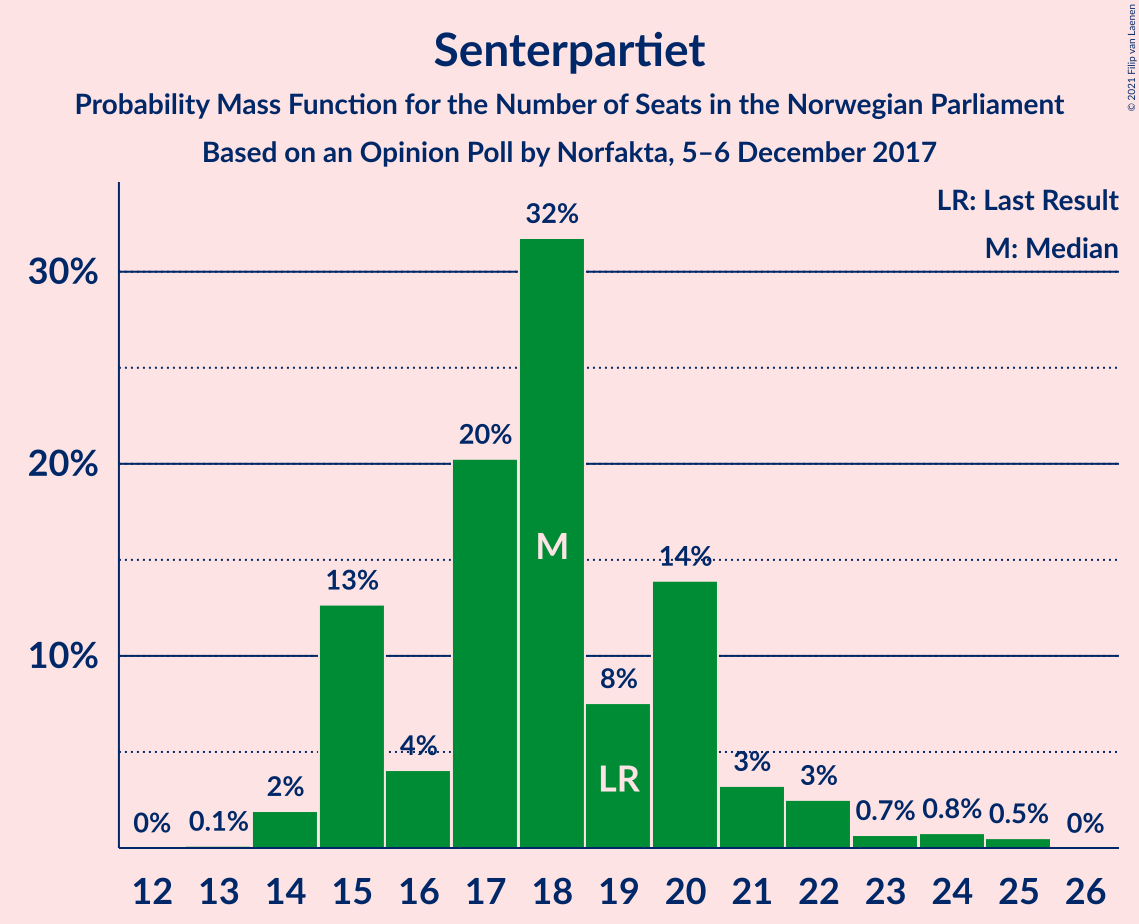 Senterpartiet
Probability Mass Function for the Number of Seats in the Norwegian Parliament
Based on an Opinion Poll by Norfakta, 5–6 December 2017
© 2021 Filip van Laenen
LR: Last Result
M: Median
30%
20%
10%
0%
0.1%
2%
13%
4%
20%
32%
M
8%
LR
14%
3%
3%
0.7%
0.8%
0.5%
0%
12 13 14 15 16 17 18 19 20 21 22 23 24 25 26